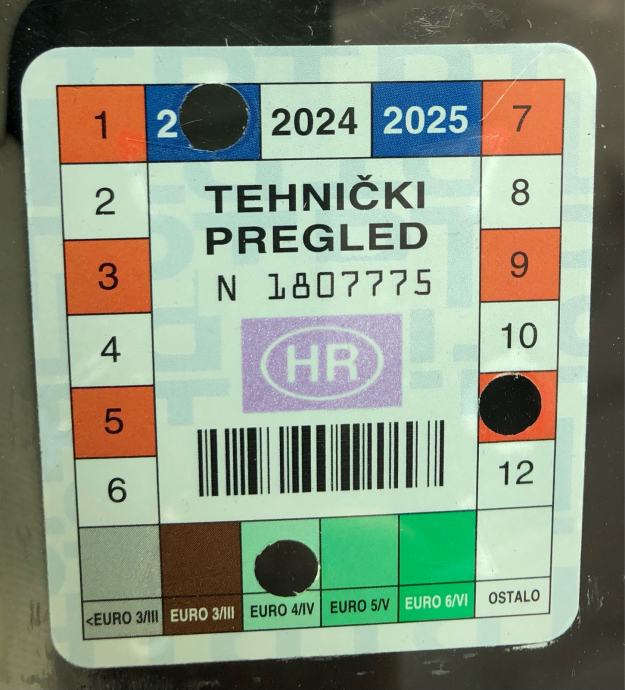 1 2 2024 2025 7
2 TEHNIČKI 8
PREGLED
3 N 1807775 9
4 HR 10
5
6 12
<EURO 3/III EURO 3/III EURO 4/IV EURO 5/V EURO 6/VI OSTALO